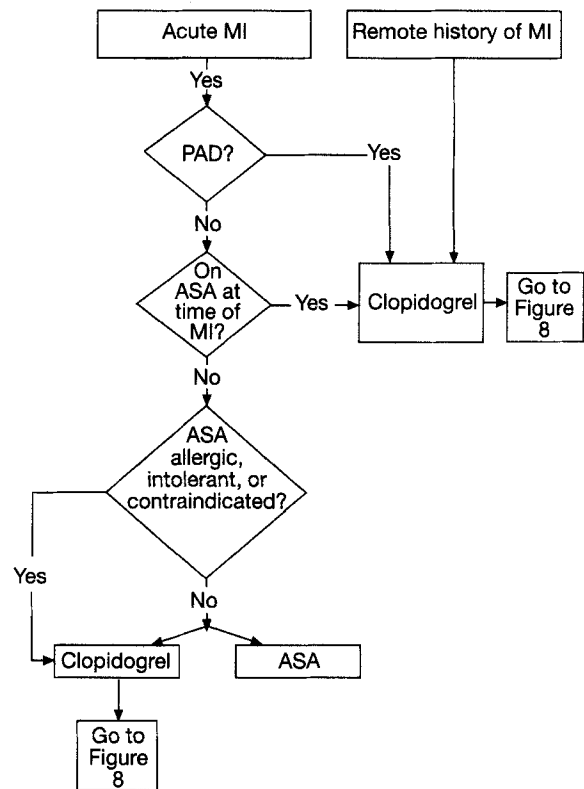 Acute MI
Remote history of MI
Yes
PAD?
Yes
No
On
ASA at
time of
MI?
Yes
Clopidogrel
Go to
Figure
8
No
ASA
allergic,
intolerant, or
contraindicated?
Yes
No
Clopidogrel
ASA
Go to
Figure
8